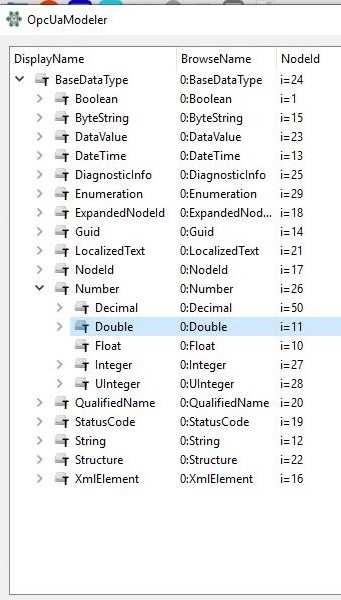 OpcUaModeler
DisplayName BrowseName NodeId
BaseDataType 0:BaseDataType i=24
Boolean 0:Boolean i=1
ByteString 0:ByteString i=15
DataValue 0:DataValue i=23
DateTime 0:DateTime i=13
DiagnosticInfo 0:DiagnosticInfo i=25
Enumeration 0:Enumeration i=29
ExpandedNodeId 0:ExpandedNod... i=18
Guid 0:Guid i=14
LocalizedText 0:LocalizedText i=21
NodeId 0:NodeId i=17
Number 0:Number i=26
Decimal 0:Decimal i=50
Double 0:Double i=11
Float 0:Float i=10
Integer 0:Integer i=27
UInteger 0:UInteger i=28
QualifiedName 0:QualifiedName i=20
StatusCode 0:StatusCode i=19
String 0:String i=12
Structure 0:Structure i=22
XmlElement 0:XmlElement i=16